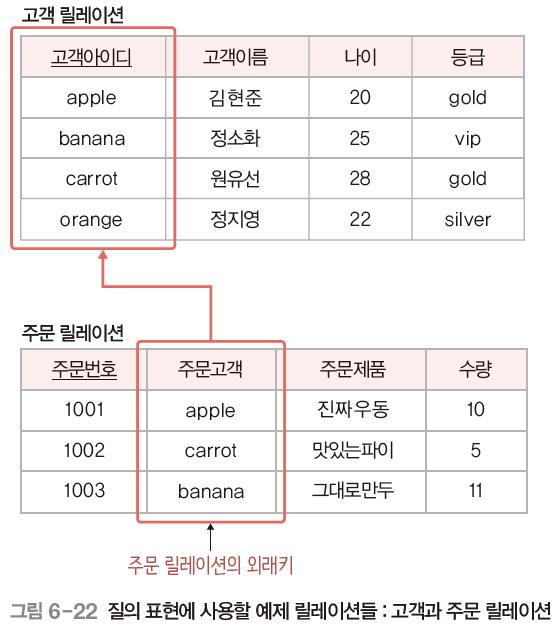 고객 릴레이션
고객아이디 고객이름 나이 등급
apple 김현준 20 gold
banana 정소화 25 vip
carrot 원유선 28 gold
orange 정지영 22 silver
주문 릴레이션
주문번호 주문고객 주문제품 수량
1001 apple 진짜우동 10
1002 carrot 맛있는파이 5
1003 banana 그대로만두 11
주문 릴레이션의 외래키
그림 6-22 질의 표현에 사용할 예제 릴레이션들 : 고객과 주문 릴레이션